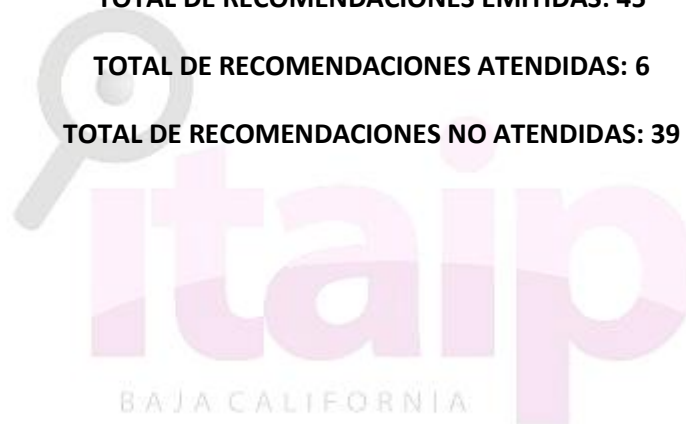 TOTAL DE RECOMENDACIONES EMITIDAS: 45
TOTAL DE RECOMENDACIONES ATENDIDAS: 6
TOTAL DE RECOMENDACIONES NO ATENDIDAS: 39
itaip
BAJA CALIFORNIA